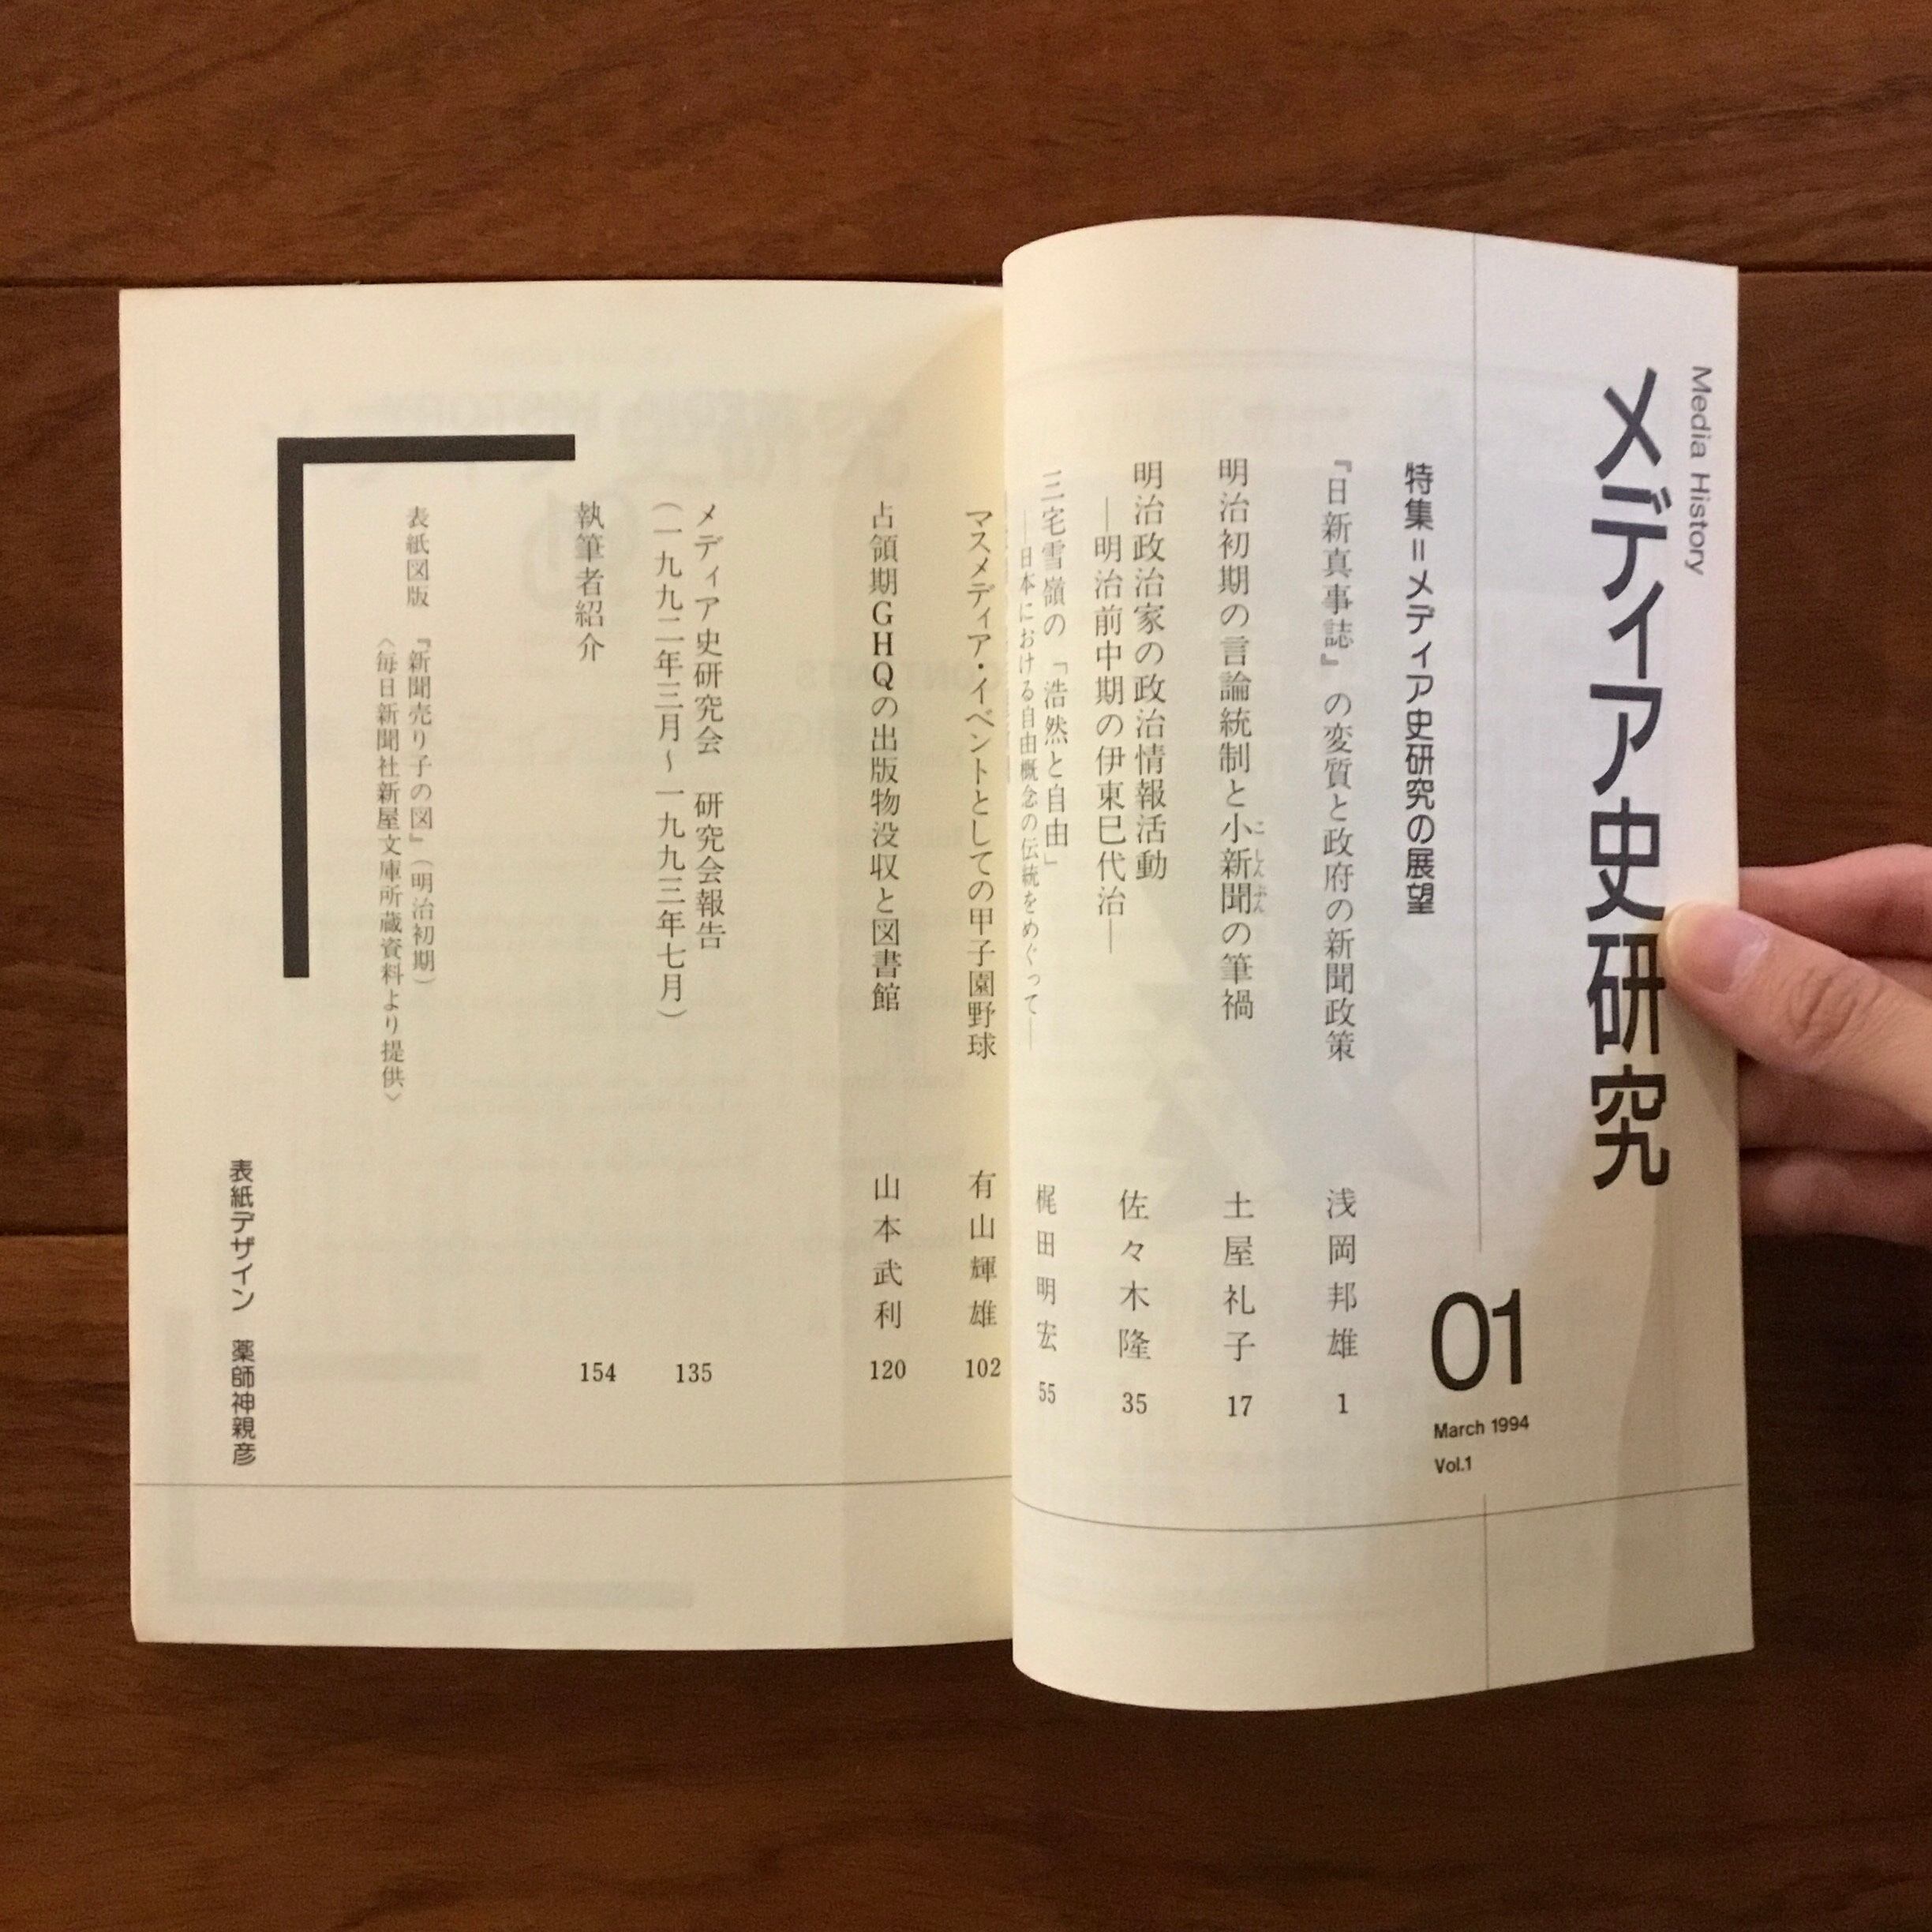 Media History
メディア史研究
01
March 1994
Vol.1
特集=メディア史研究の展望
『日新真事誌』の変質と政府の新聞政策 浅岡邦雄 1
明治初期の言論統制と小新聞の筆禍 土屋礼子 17
こしんぶん
明治政治家の政治情報活動
―明治前中期の伊東巳代治― 佐々木隆 35
三宅雪嶺の「浩然と自由」
―日本における自由概念の伝統をめぐって― 梶田明宏 55
マスメディア・イベントとしての甲子園野球 有山輝雄 102
占領期GHQの出版物没収と図書館 山本武利 120
メディア史研究会 研究会報告
(一九九二年三月~一九九三年七月) 135
執筆者紹介 154
表紙図版 『新聞売り子の図』(明治初期)
〈毎日新聞社新屋文庫所蔵資料より提供〉
表紙デザイン 薬師神親彦